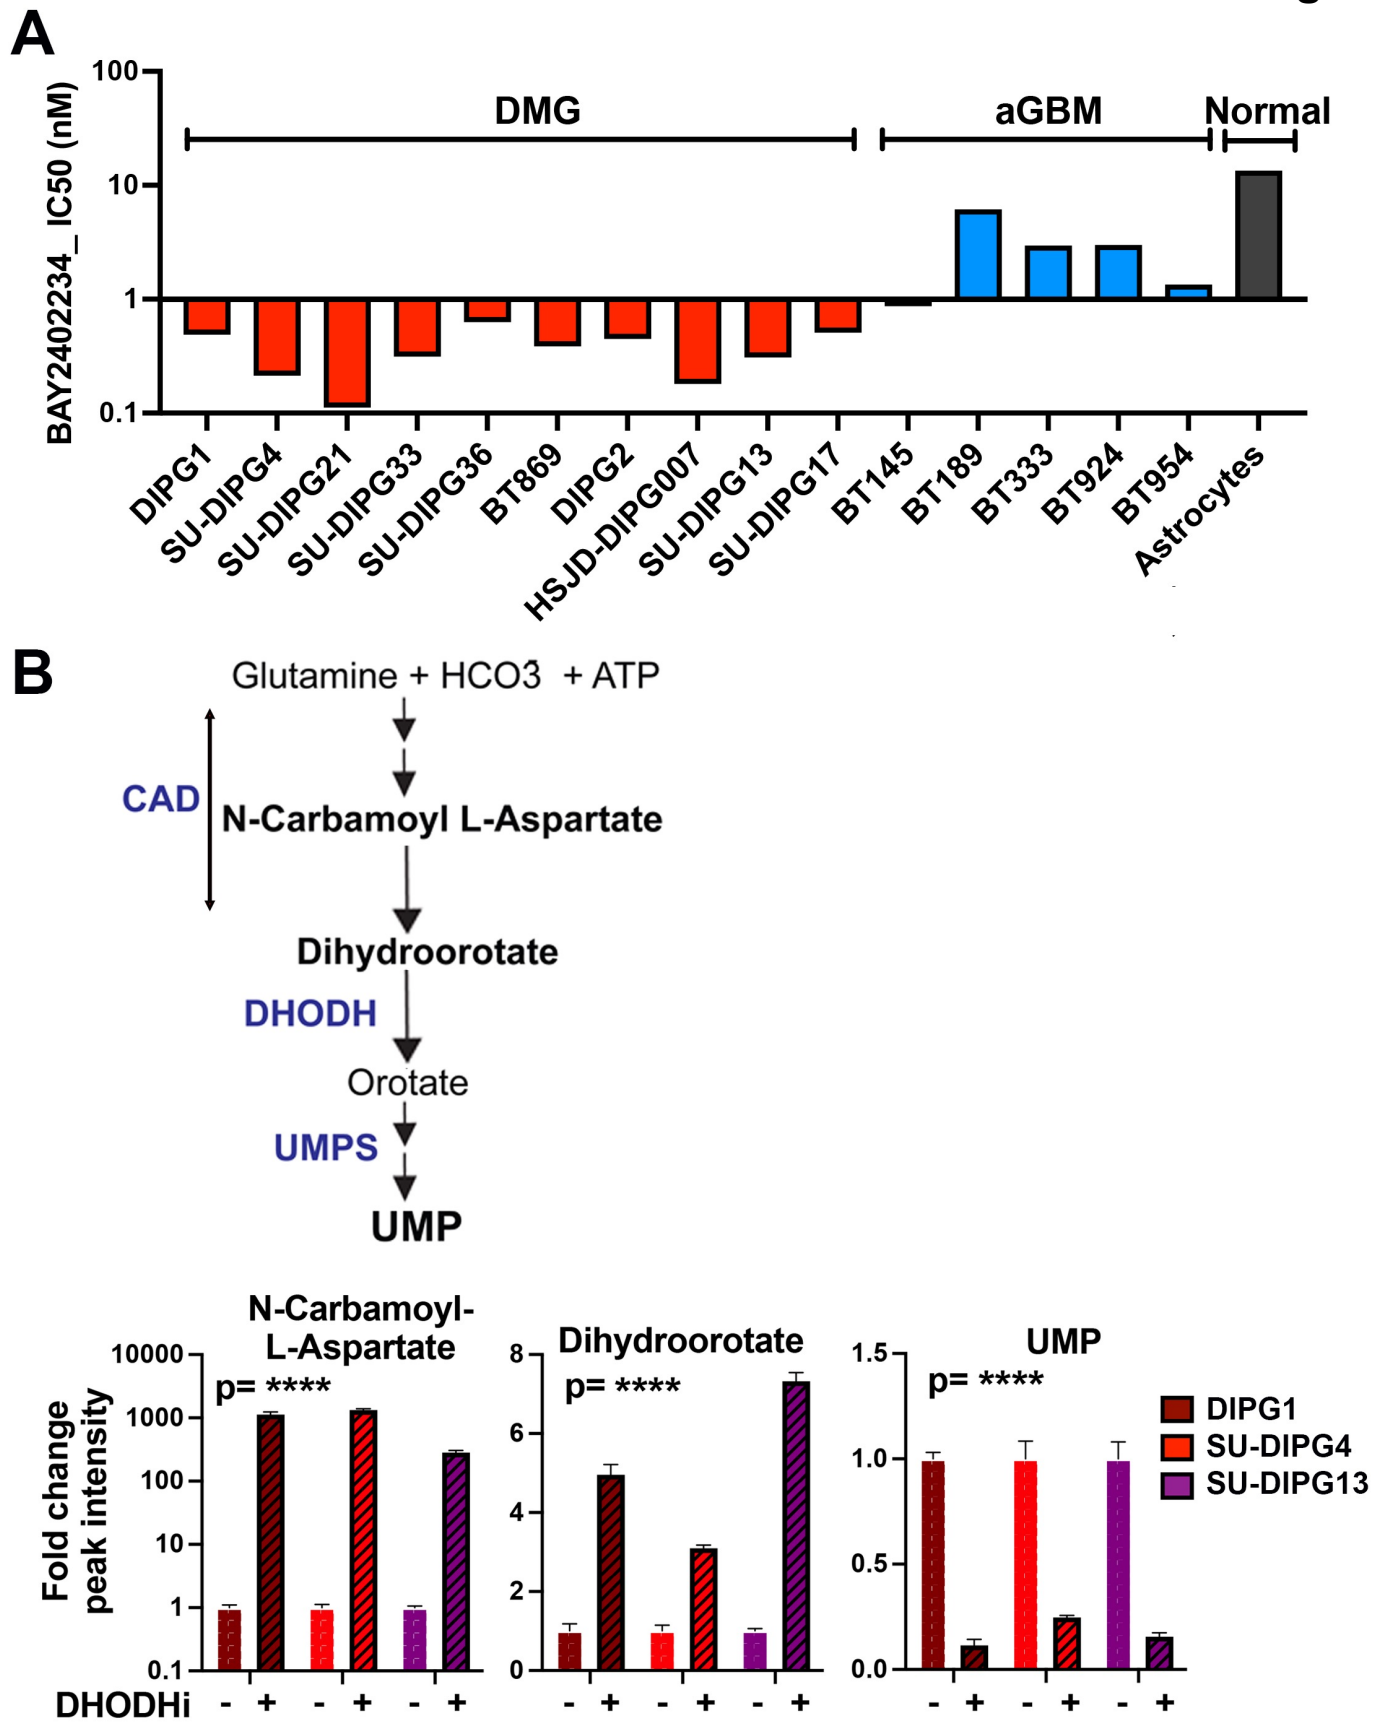 A
100
10
1
0.1
BAY2402234_ IC50 (nM)
DMG
aGBM
Normal
DIPG1
SU-DIPG4
SU-DIPG21
SU-DIPG33
SU-DIPG36
BT869
DIPG2
HSJD-DIPG007
SU-DIPG13
SU-DIPG17
BT145
BT189
BT333
BT924
BT954
Astrocytes
B
Glutamine + HCO3̄ + ATP
CAD
N-Carbamoyl L-Aspartate
Dihydroorotate
DHODH
Orotate
UMPS
UMP
Fold change
peak intensity
N-Carbamoyl-
L-Aspartate
p= ****
10000
1000
100
10
1
0.1
Dihydroorotate
p= ****
8
6
4
2
0
UMP
p= ****
1.5
1.0
0.5
0.0
DIPG1
SU-DIPG4
SU-DIPG13
DHODHi - + - + - + - + - + - + - + - + - +